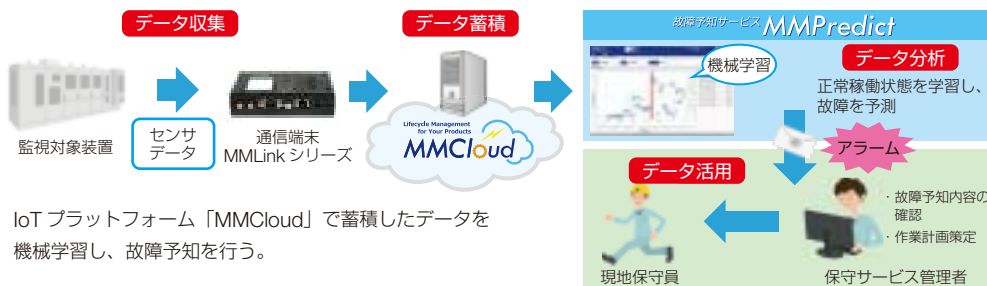 データ収集
データ蓄積
故障予知サービス MMPredict
機械学習
データ分析
正常稼働状態を学習し、
故障を予測
監視対象装置
センサ
データ
通信端末
MMLink シリーズ
Lifecycle Management
for Your Products
MMCloud
アラーム
データ活用
・故障予知内容の
確認
・作業計画策定
現地保守員
保守サービス管理者
IoT プラットフォーム「MMCloud」で蓄積したデータを
機械学習し、故障予知を行う。